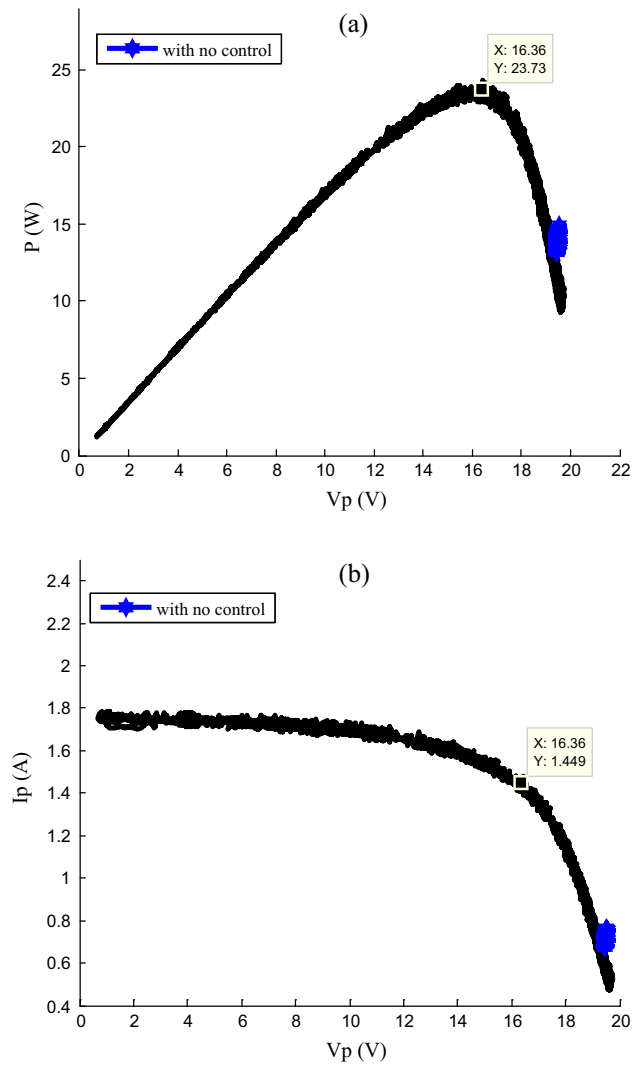 (a)
with no control
X: 16.36
Y: 23.73
25
20
15
10
5
0
P (W)
0 2 4 6 8 10 12 14 16 18 20 22
Vp (V)
(b)
with no control
2.4
2.2
2
1.8
1.6
1.4
1.2
1
0.8
0.6
0.4
Ip (A)
X: 16.36
Y: 1.449
0 2 4 6 8 10 12 14 16 18 20
Vp (V)